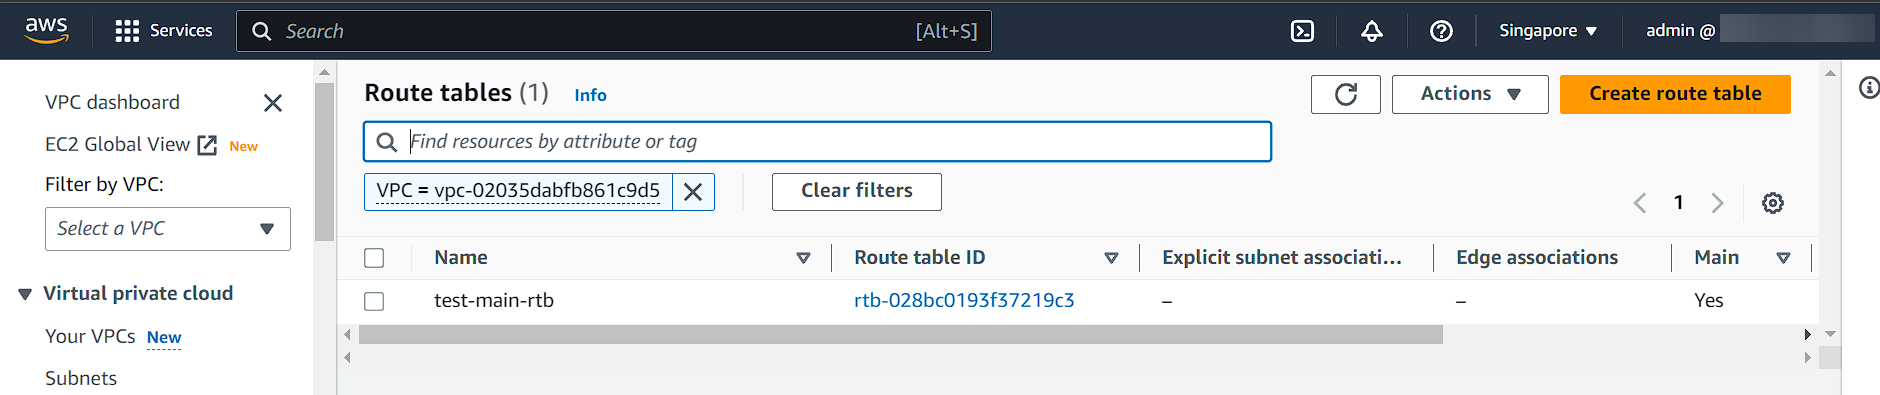 aws
Services
Search
[Alt+S]
Singapore
admin @
VPC dashboard
EC2 Global View
New
Filter by VPC:
Select a VPC
Virtual private cloud
Your VPCs
New
Subnets
Route tables (1)
Info
Actions
Create route table
Find resources by attribute or tag
VPC = vpc-02035dabfb861c9d5
Clear filters
1
Name
Route table ID
Explicit subnet associati...
Edge associations
Main
test-main-rtb
rtb-028bc0193f37219c3
–
–
Yes